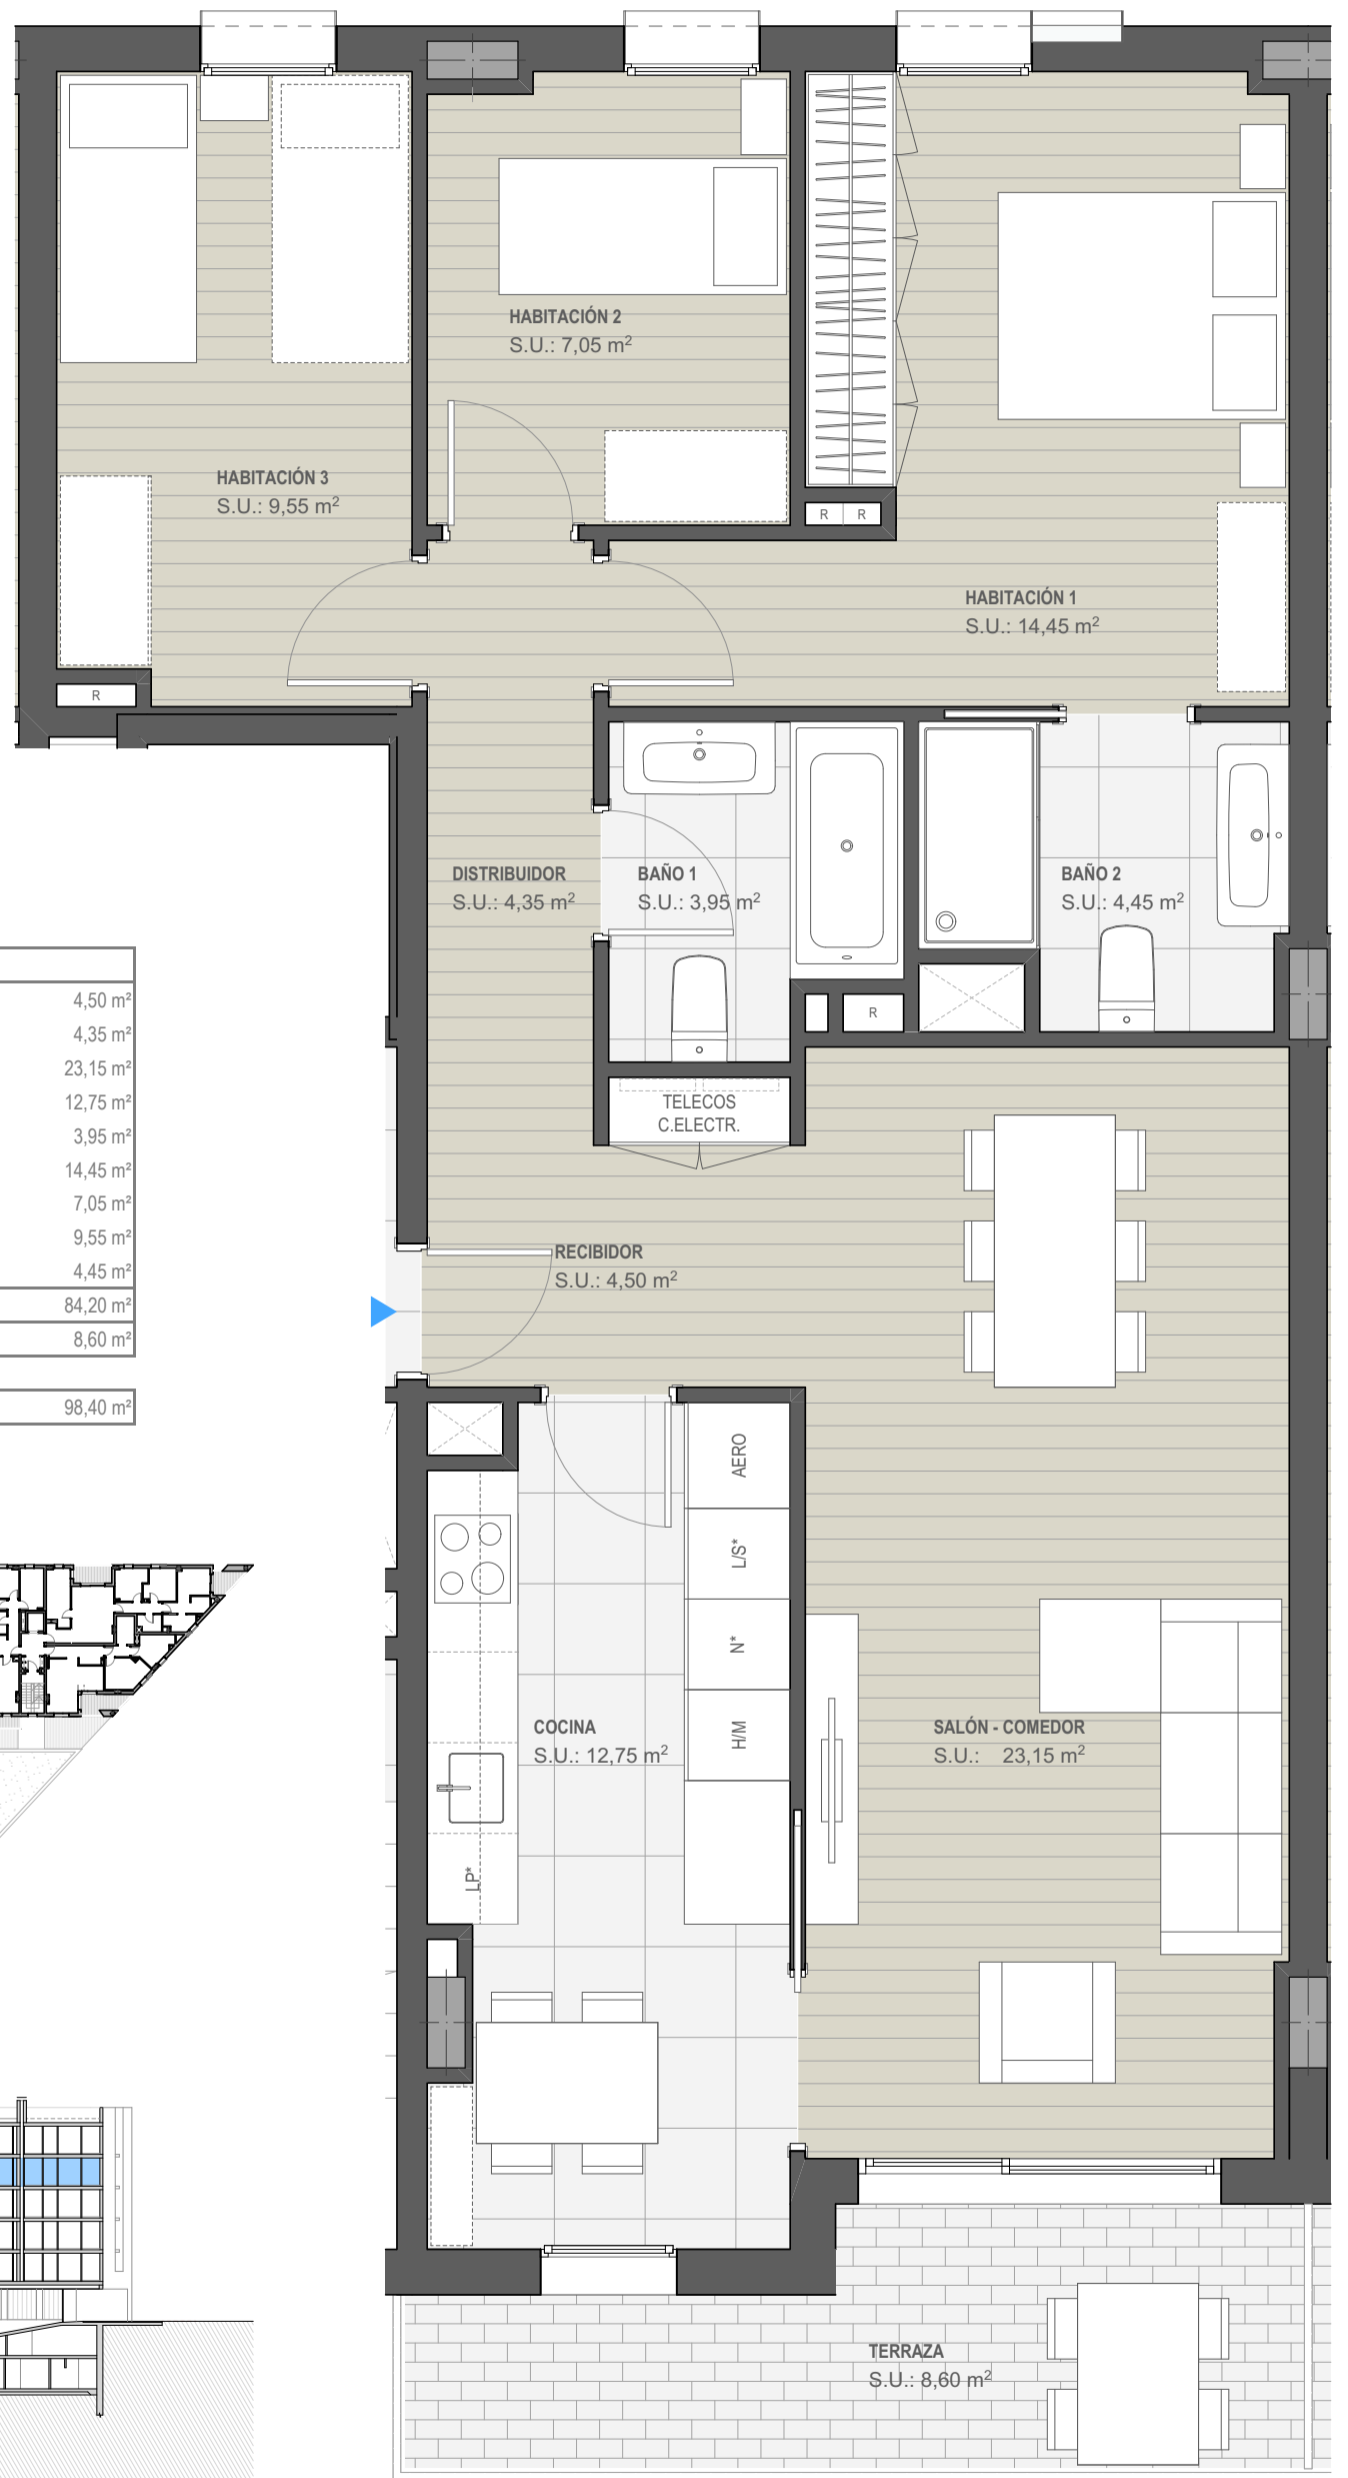 HABITACIÓN 2
S.U.: 7,05 m²
HABITACIÓN 3
S.U.: 9,55 m²
R R
HABITACIÓN 1
S.U.: 14,45 m²
R
DISTRIBUIDOR
S.U.: 4,35 m²
BAÑO 1
S.U.: 3,95 m²
BAÑO 2
S.U.: 4,45 m²
R
4,50 m²
4,35 m²
23,15 m²
12,75 m²
3,95 m²
14,45 m²
7,05 m²
9,55 m²
4,45 m²
84,20 m²
8,60 m²
98,40 m²
TELECOS
C.ELECTR.
RECIBIDOR
S.U.: 4,50 m²
AERO
L/S*
N*
H/M
COCINA
S.U.: 12,75 m²
LP*
SALÓN - COMEDOR
S.U.: 23,15 m²
TERRAZA
S.U.: 8,60 m²